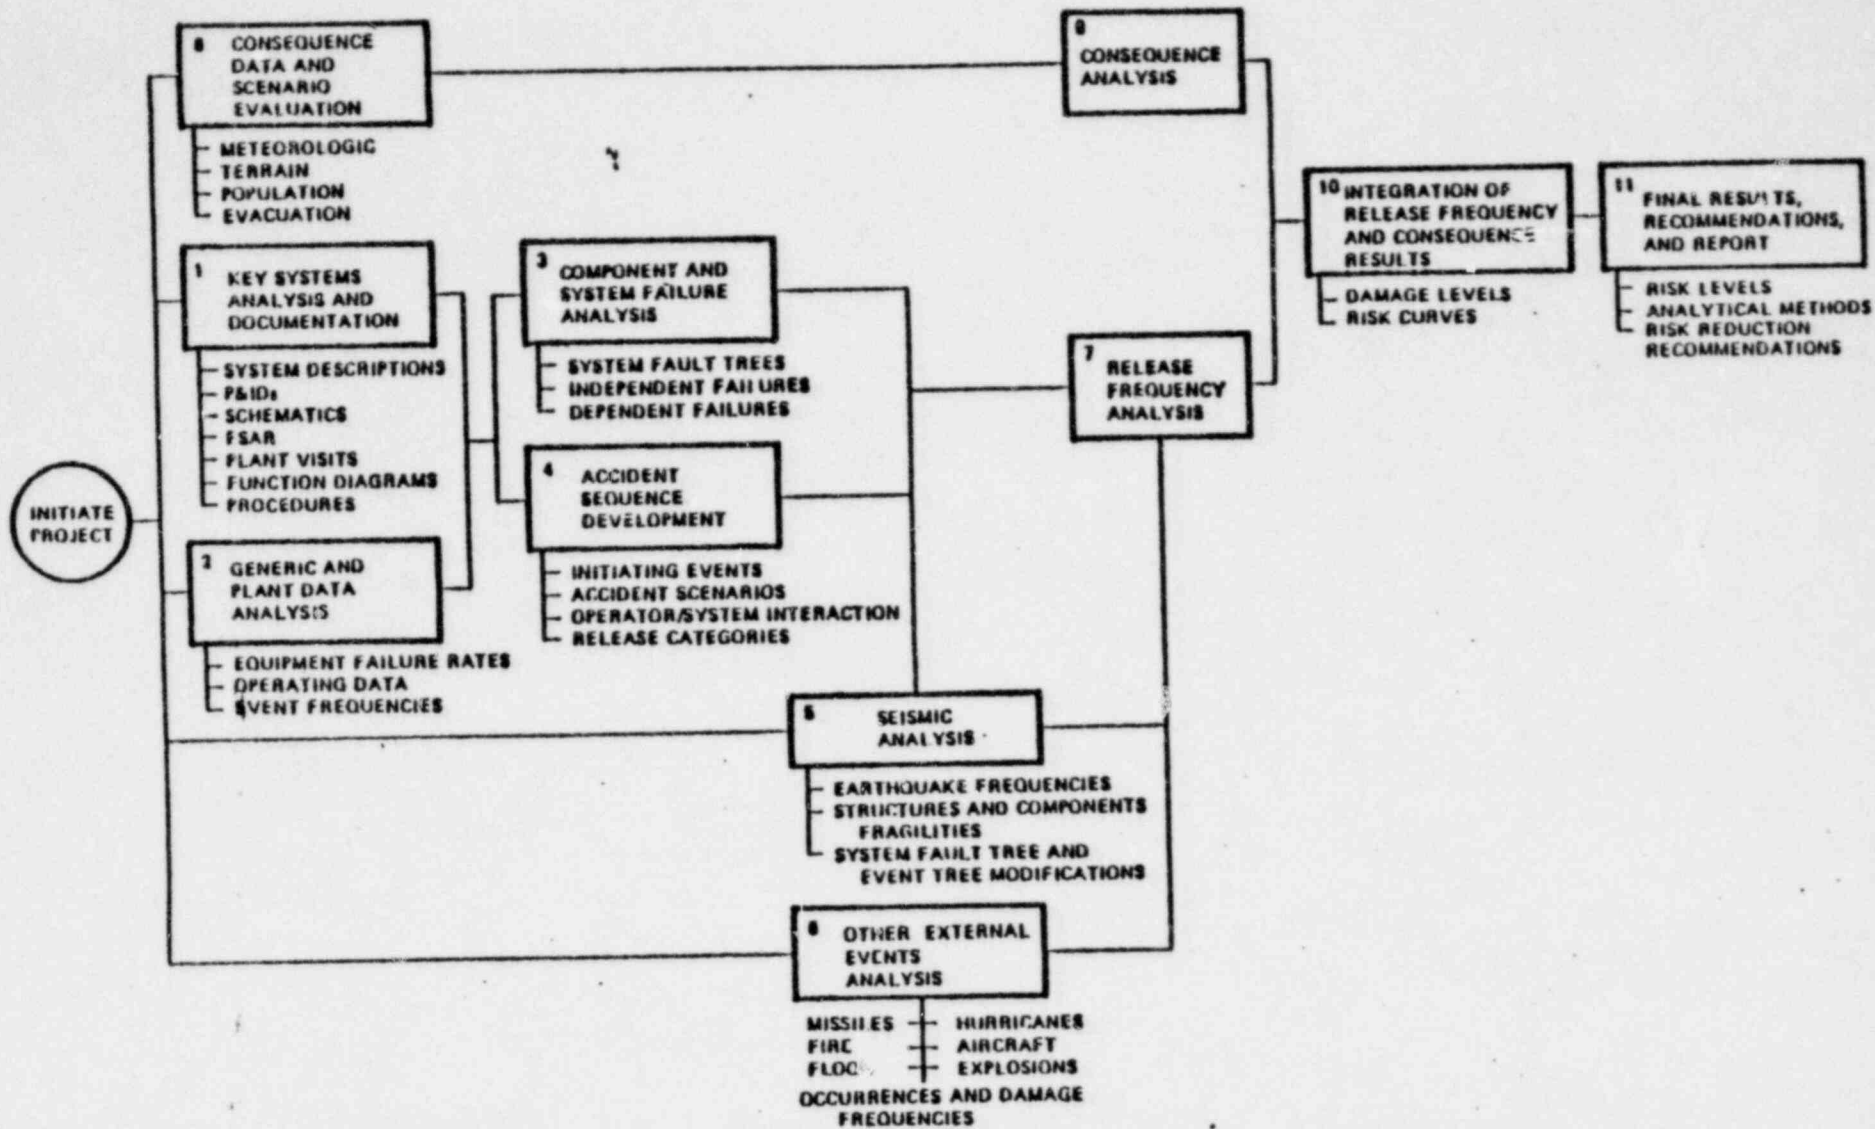 8 CONSEQUENCE
DATA AND
SCENARIO
EVALUATION
METEOROLOGIC
TERRAIN
POPULATION
EVACUATION
9
CONSEQUENCE
ANALYSIS
INITIATE
PROJECT
1 KEY SYSTEMS
ANALYSIS AND
DOCUMENTATION
SYSTEM DESCRIPTIONS
P&IDs
SCHEMATICS
FSAR
PLANT VISITS
FUNCTION DIAGRAMS
PROCEDURES
2 GENERIC AND
PLANT DATA
ANALYSIS
EQUIPMENT FAILURE RATES
OPERATING DATA
EVENT FREQUENCIES
3 COMPONENT AND
SYSTEM FAILURE
ANALYSIS
SYSTEM FAULT TREES
INDEPENDENT FAILURES
DEPENDENT FAILURES
4 ACCIDENT
SEQUENCE
DEVELOPMENT
INITIATING EVENTS
ACCIDENT SCENARIOS
OPERATOR/SYSTEM INTERACTION
RELEASE CATEGORIES
5 SEISMIC
ANALYSIS
EARTHQUAKE FREQUENCIES
STRUCTURES AND COMPONENTS
FRAGILITIES
SYSTEM FAULT TREE AND
EVENT TREE MODIFICATIONS
6 OTHER EXTERNAL
EVENTS
ANALYSIS
MISSILES HURRICANES
FIRE AIRCRAFT
EXPLOSIONS
OCCURRENCES AND DAMAGE
FREQUENCIES
7 RELEASE
FREQUENCY
ANALYSIS
10 INTEGRATION OF
RELEASE FREQUENCY
AND CONSEQUENCE
RESULTS
DAMAGE LEVELS
RISK CURVES
11 FINAL RESULTS,
RECOMMENDATIONS,
AND REPORT
RISK LEVELS
ANALYTICAL METHODS
RISK REDUCTION
RECOMMENDATIONS